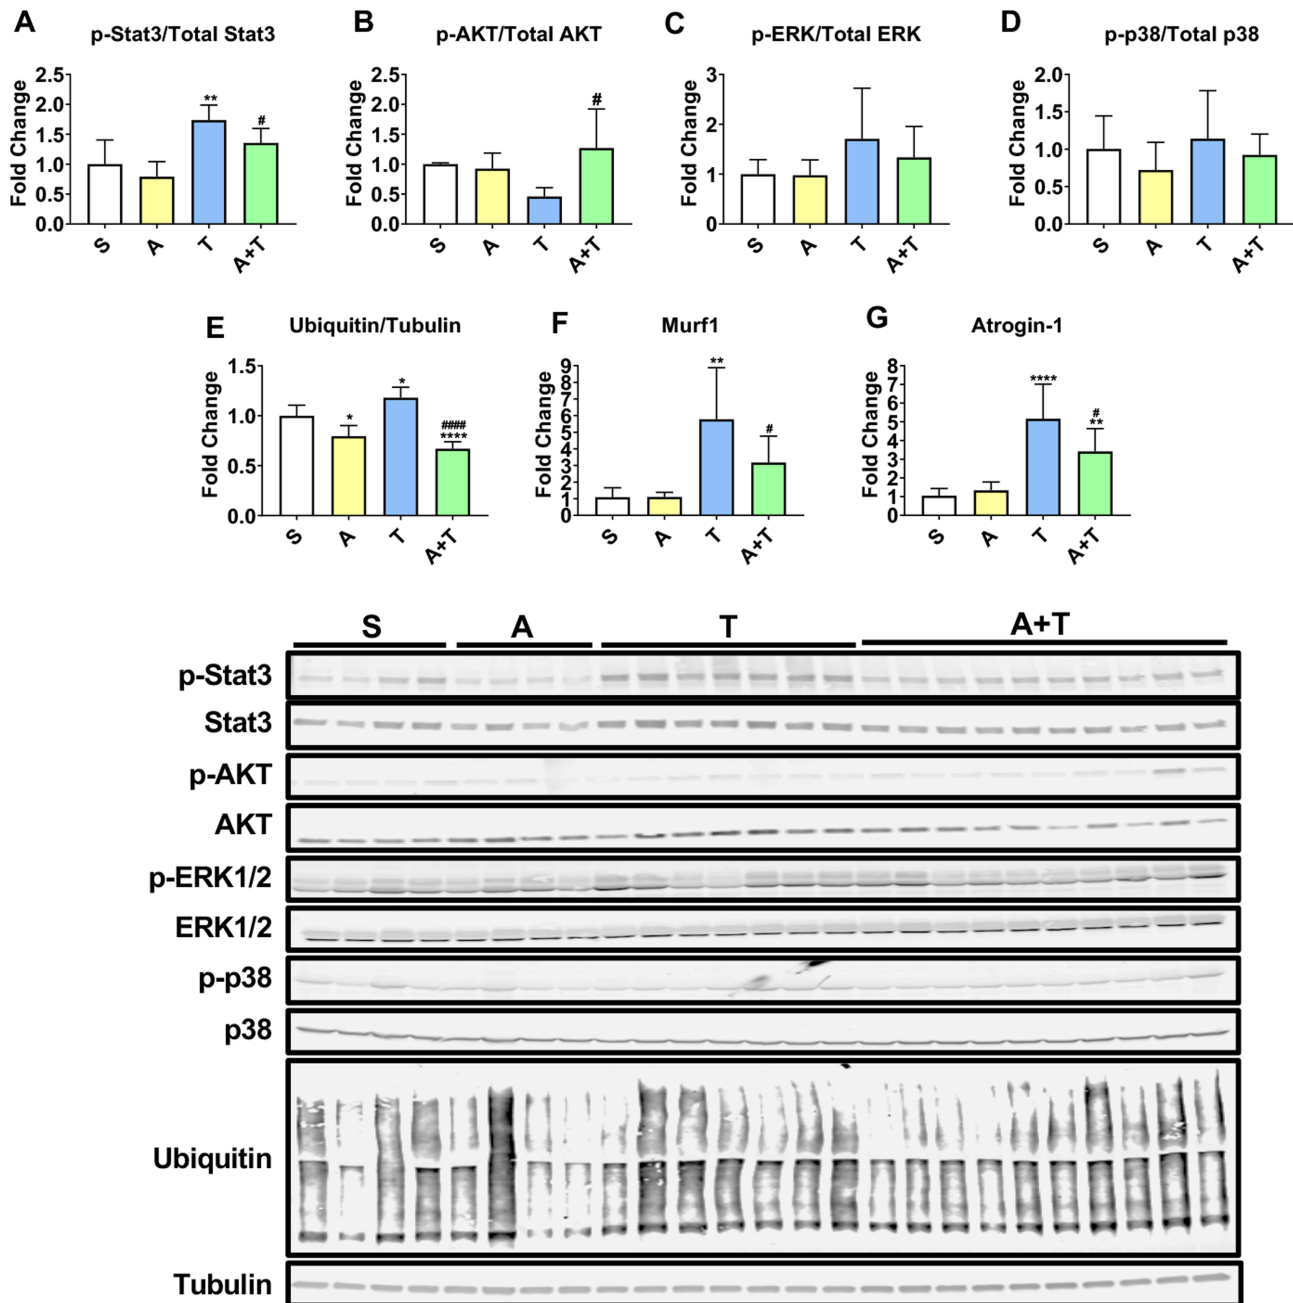 A
p-Stat3/Total Stat3
Fold Change
2.5
2.0
1.5
1.0
0.5
0.0
**
#
S
A
T
A+T
B
p-AKT/Total AKT
Fold Change
2.5
2.0
1.5
1.0
0.5
0.0
#
S
A
T
A+T
C
p-ERK/Total ERK
Fold Change
3
2
1
0
S
A
T
A+T
D
p-p38/Total p38
Fold Change
2.0
1.5
1.0
0.5
0.0
S
A
T
A+T
E
Ubiquitin/Tubulin
Fold Change
1.5
1.0
0.5
0.0
*
*
####
****
S
A
T
A+T
F
Murf1
Fold Change
9
8
7
6
5
4
3
2
1
0
**
#
S
A
T
A+T
G
Atrogin-1
Fold Change
8
7
6
5
4
3
2
1
0
****
#
**
S
A
T
A+T
S
A
T
A+T
p-Stat3
Stat3
p-AKT
AKT
p-ERK1/2
ERK1/2
p-p38
p38
Ubiquitin
Tubulin